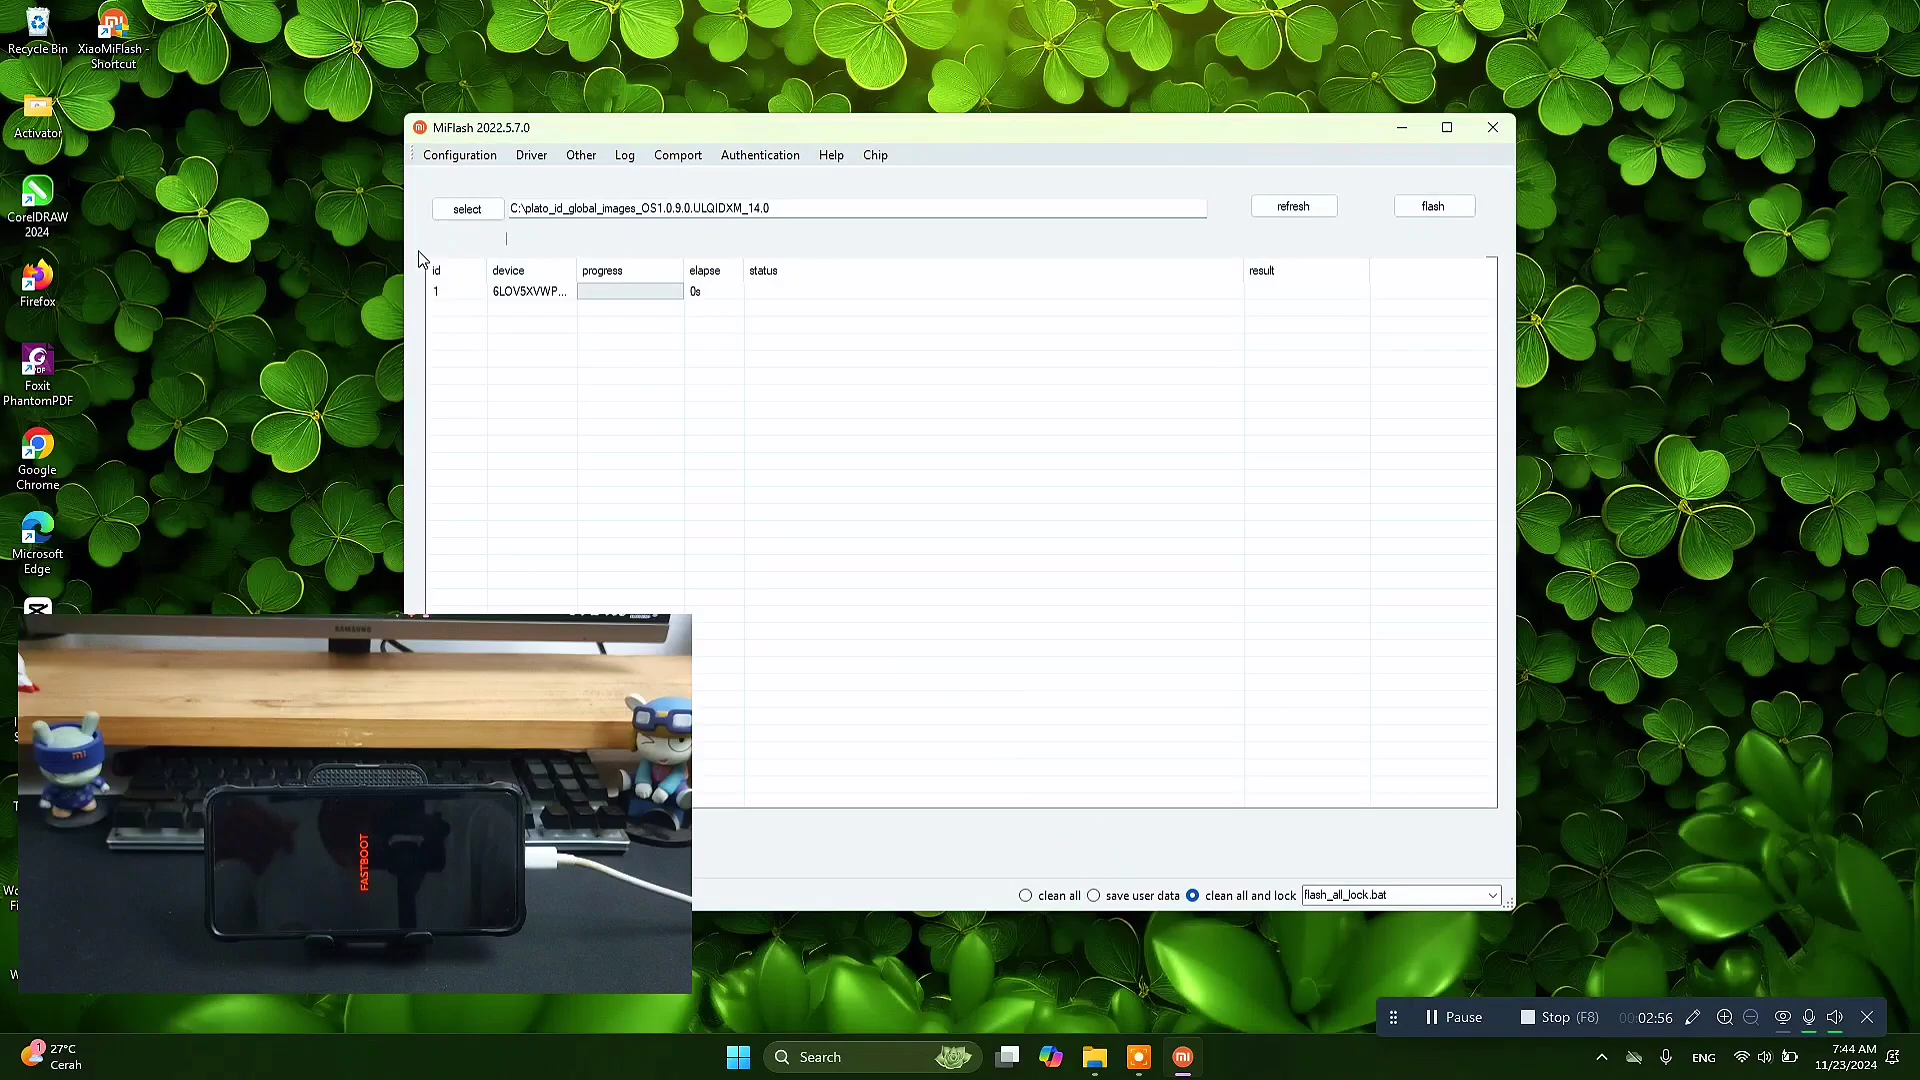 Recycle Bin
XiaoMiFlash -
Shortcut
Activator
CorelDRAW
2024
Firefox
Foxit
PhantomPDF
Google
Chrome
Microsoft
Edge
MiFlash 2022.5.7.0
Configuration Driver Other Log Comport Authentication Help Chip
select C:\plato_id_global_images_OS1.0.9.0.ULQIDXM_14.0 refresh flash
id device progress elapse status result
1 6LOV5XVWP... 0s
clean all save user data clean all and lock flash_all_lock.bat
SAMSUNG
mi
FASTBOOT
Pause Stop (F8) 00:02:56
1 27°C
Cerah
Search
ENG
7:44 AM
11/23/2024